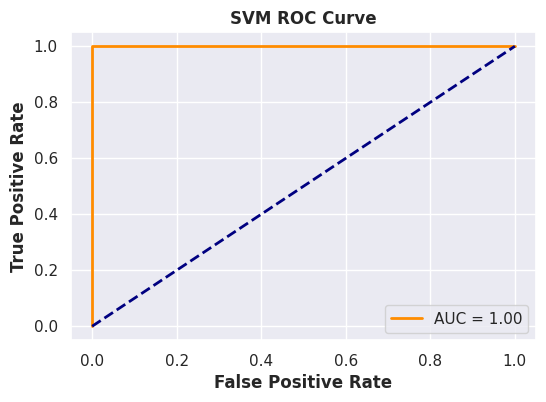 SVM ROC Curve
True Positive Rate
1.0
0.8
0.6
0.4
0.2
0.0
AUC = 1.00
0.0 0.2 0.4 0.6 0.8 1.0
False Positive Rate